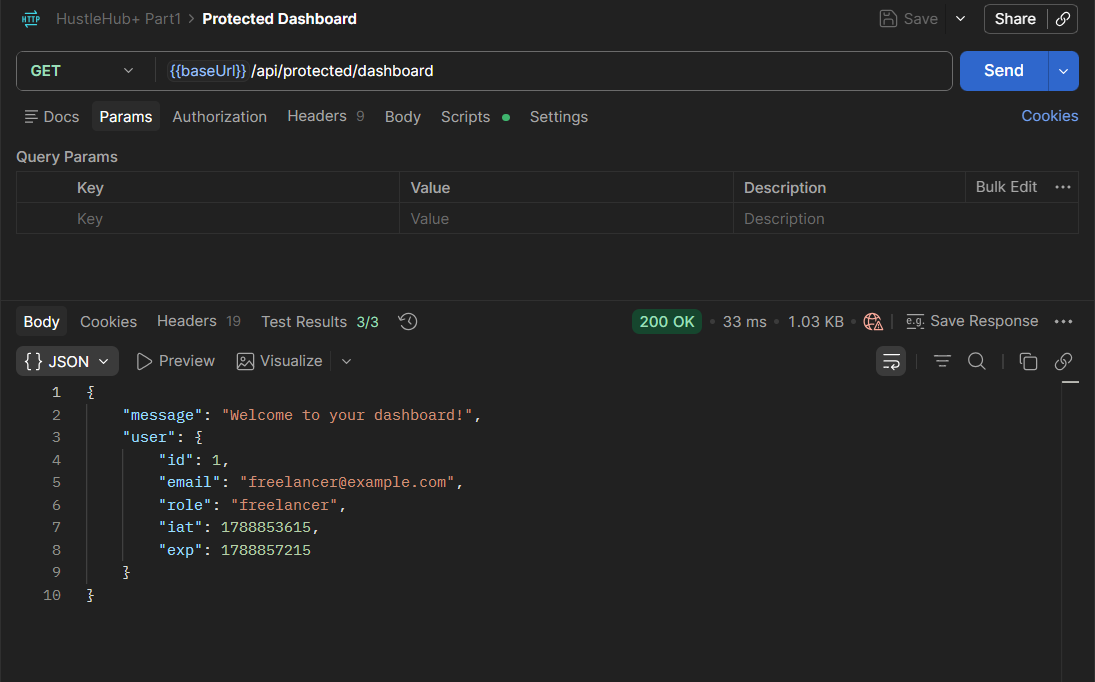 HTTP HustleHub+ Part1 > Protected Dashboard Save Share
GET {{baseUrl}} /api/protected/dashboard Send
Docs Params Authorization Headers 9 Body Scripts Settings Cookies
Query Params
Key Value Description Bulk Edit
Key Value Description
Body Cookies Headers 19 Test Results 3/3 200 OK 33 ms 1.03 KB e.g. Save Response
{} JSON Preview Visualize
1 {
2 "message": "Welcome to your dashboard!",
3 "user": {
4 "id": 1,
5 "email": "freelancer@example.com",
6 "role": "freelancer",
7 "iat": 1788853615,
8 "exp": 1788857215
9 }
10 }